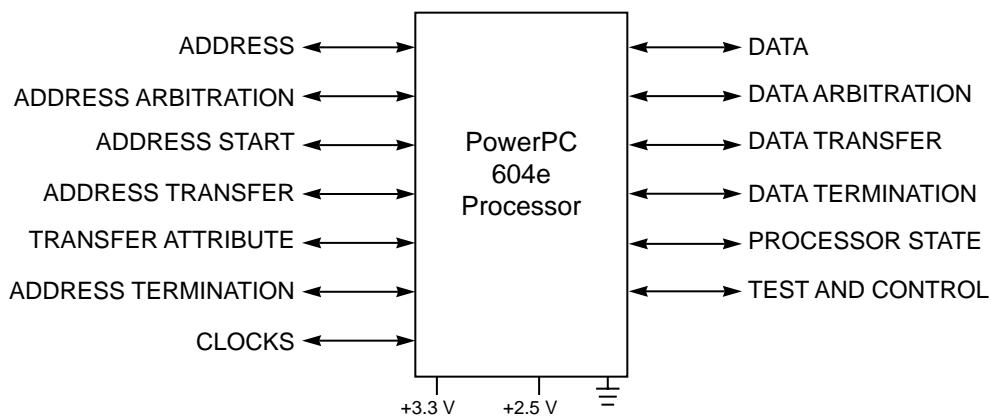 ADDRESS
ADDRESS ARBITRATION
ADDRESS START
ADDRESS TRANSFER
TRANSFER ATTRIBUTE
ADDRESS TERMINATION
CLOCKS
PowerPC
604e
Processor
DATA
DATA ARBITRATION
DATA TRANSFER
DATA TERMINATION
PROCESSOR STATE
TEST AND CONTROL
+3.3 V
+2.5 V